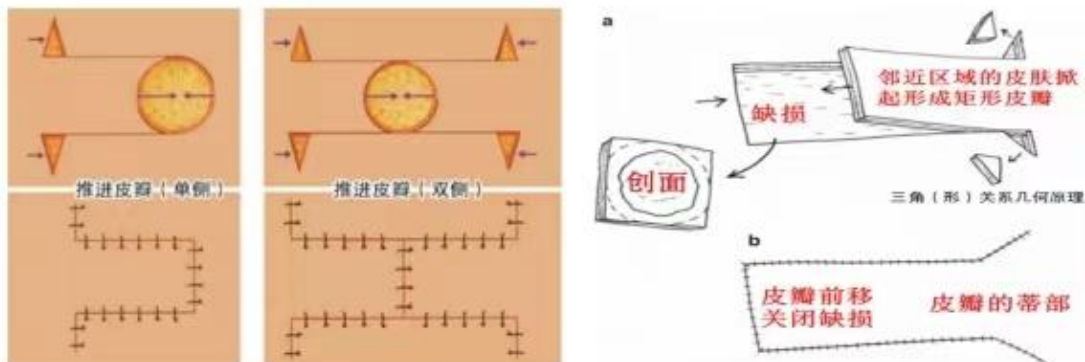 推进皮瓣（单侧）
推进皮瓣（双侧）
a
缺损
邻近区域的皮肤掀
起形成矩形皮瓣
创面
三角（形）关系几何原理
b
皮瓣前移
关闭缺损
皮瓣的蒂部